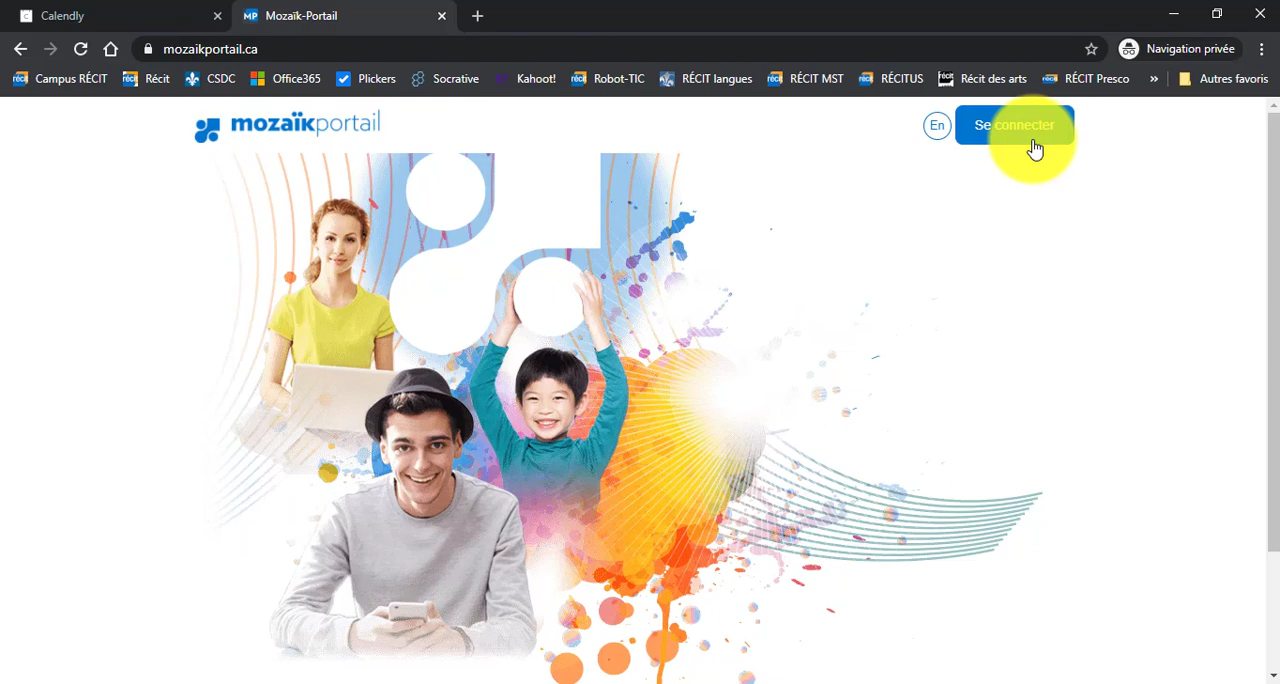 Calendly
MP Mozaïk-Portail
mozaikportail.ca
Navigation privée
Campus RÉCIT
Récit
CSDC
Office365
Plickers
Socrative
Kahoot!
Robot-TIC
RÉCIT langues
RÉCIT MST
RÉCITUS
Récit des arts
RÉCIT Presco
»
Autres favoris
mozaïkportail
En
Se connecter